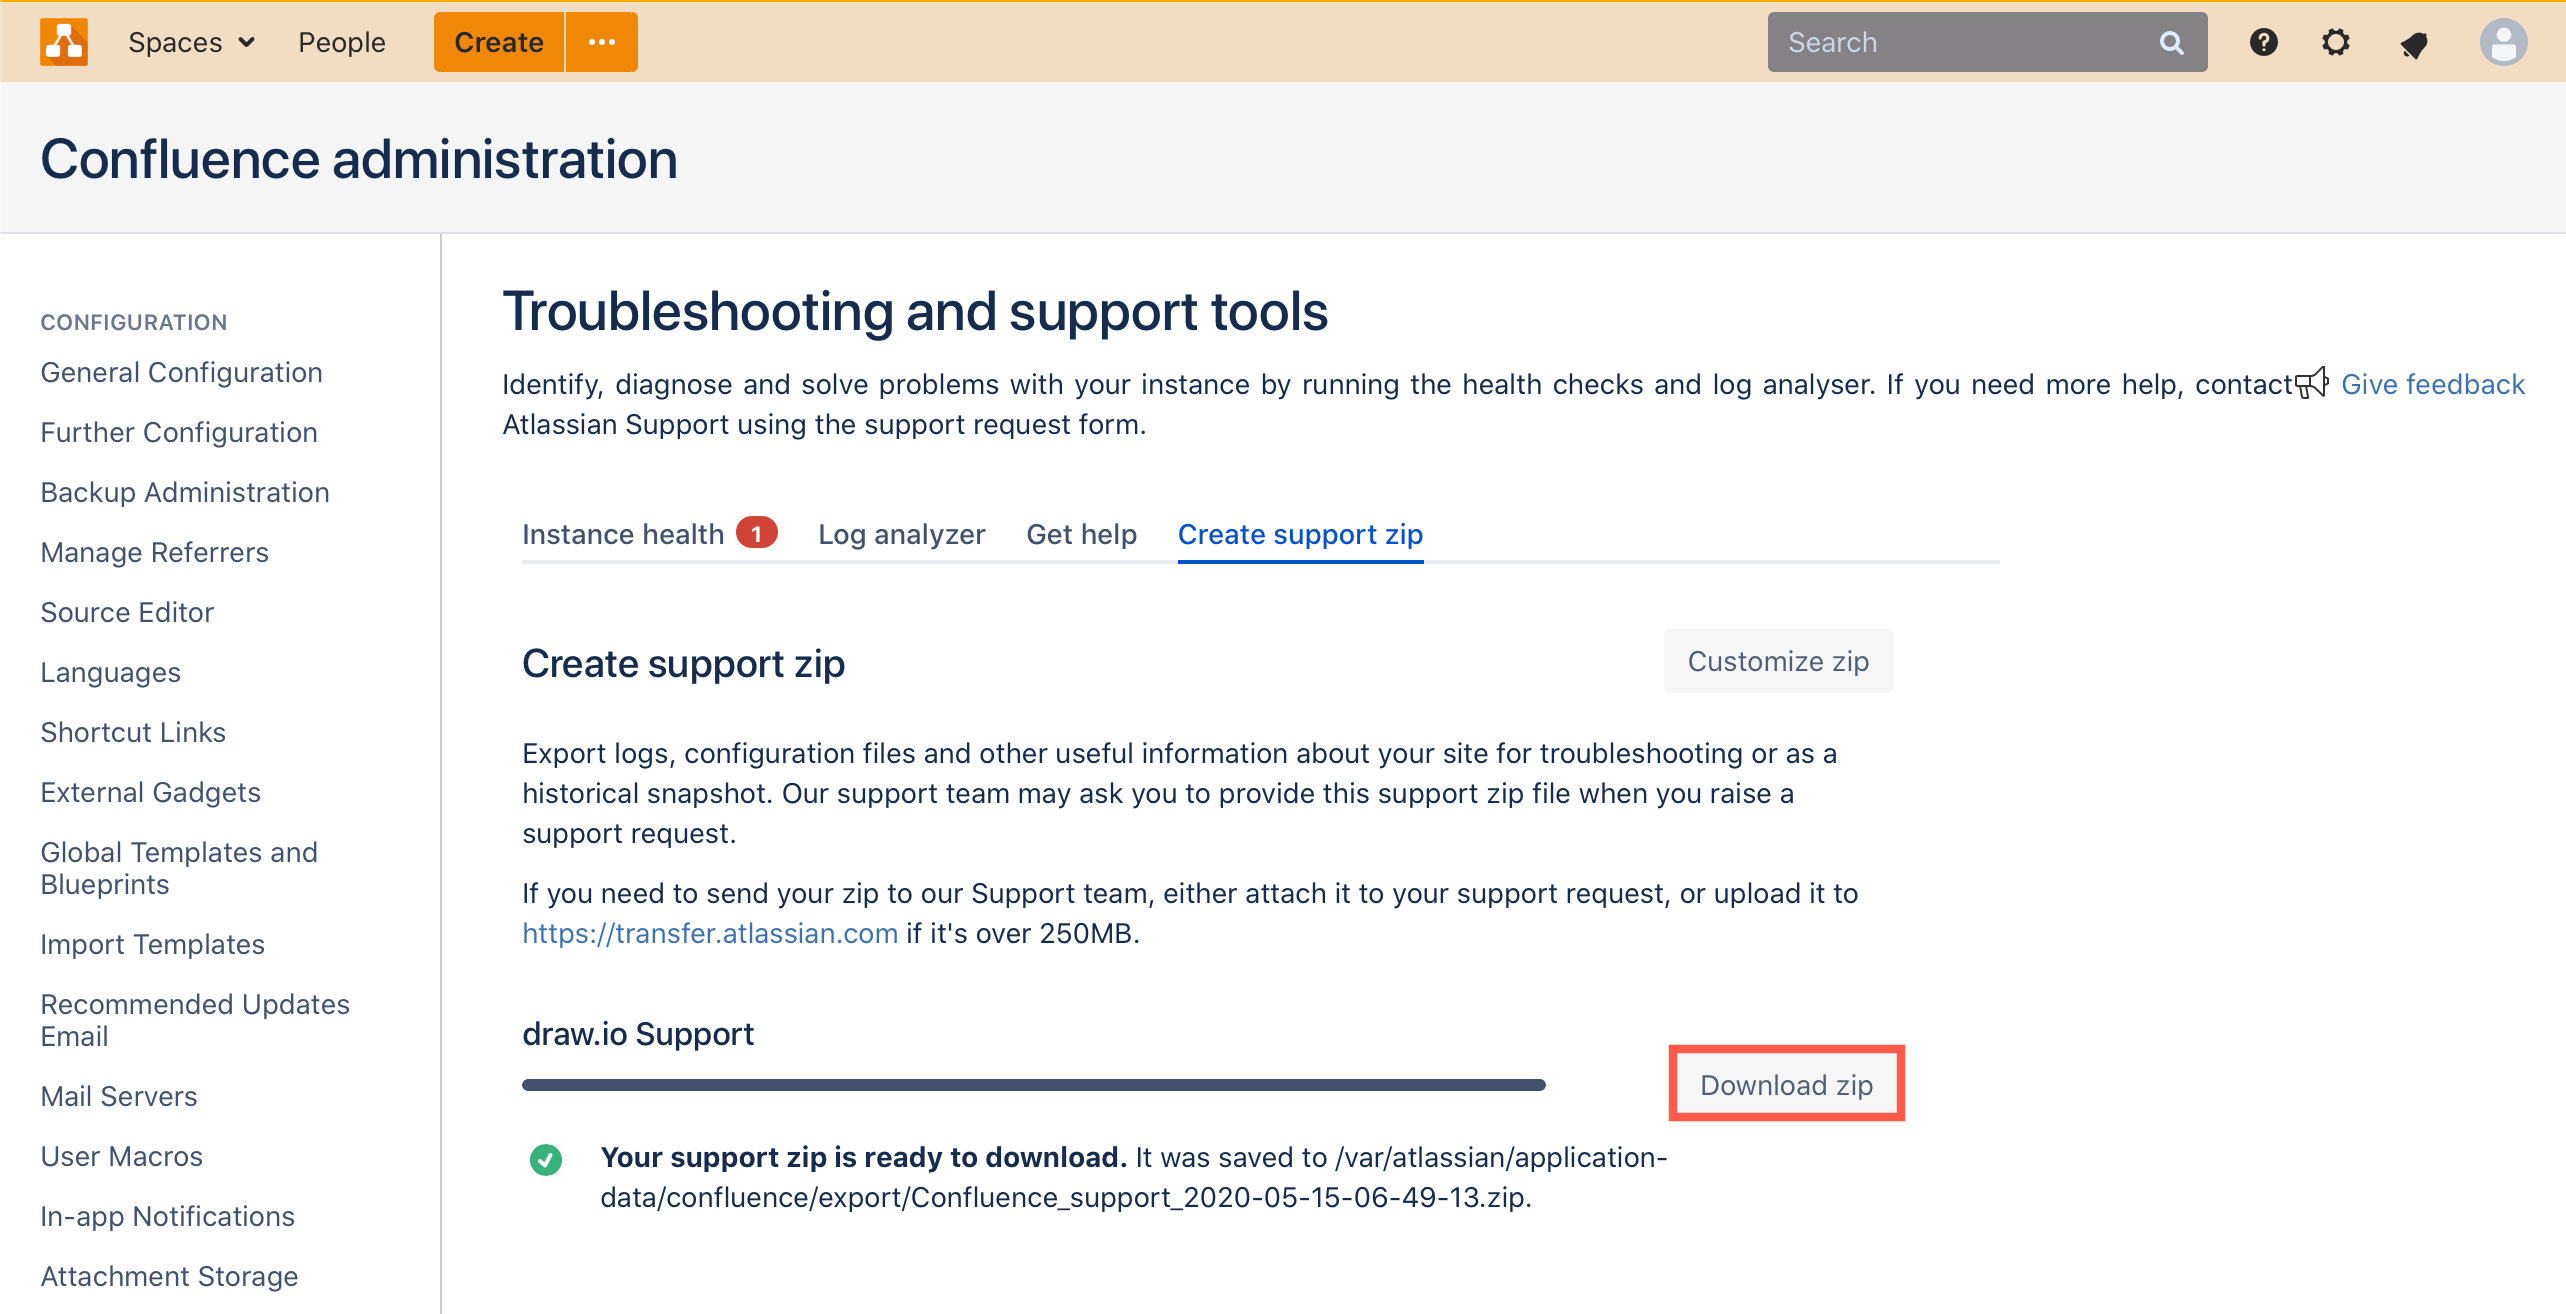 Spaces People Create ••• Search
Confluence administration
CONFIGURATION
General Configuration
Further Configuration
Backup Administration
Manage Referrers
Source Editor
Languages
Shortcut Links
External Gadgets
Global Templates and
Blueprints
Import Templates
Recommended Updates
Email
Mail Servers
User Macros
In-app Notifications
Attachment Storage
Troubleshooting and support tools
Identify, diagnose and solve problems with your instance by running the health checks and log analyser. If you need more help, contact Give feedback
Atlassian Support using the support request form.
Instance health 1 Log analyzer Get help Create support zip
Create support zip Customize zip
Export logs, configuration files and other useful information about your site for troubleshooting or as a
historical snapshot. Our support team may ask you to provide this support zip file when you raise a
support request.
If you need to send your zip to our Support team, either attach it to your support request, or upload it to
https://transfer.atlassian.com if it's over 250MB.
draw.io Support
Download zip
Your support zip is ready to download. It was saved to /var/atlassian/application-
data/confluence/export/Confluence_support_2020-05-15-06-49-13.zip.